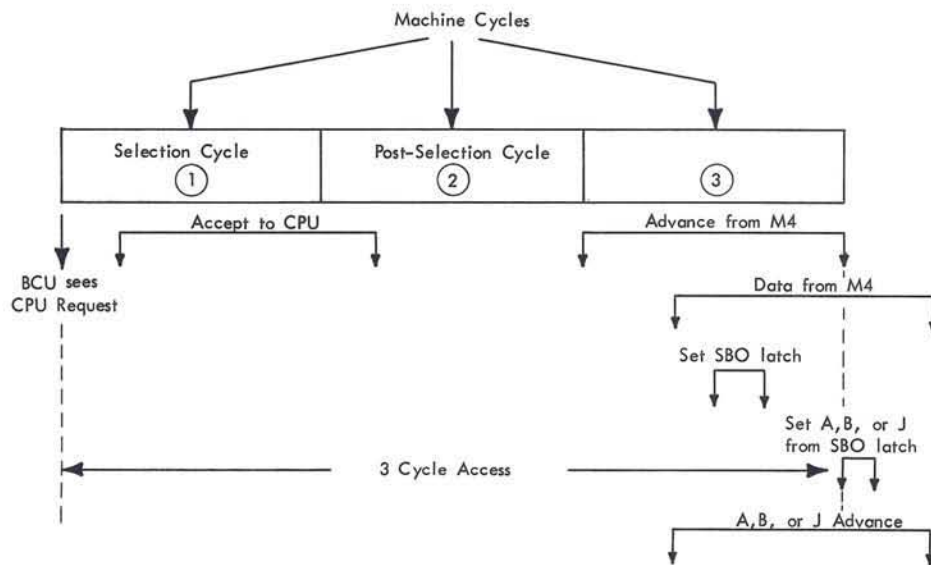 Machine Cycles
Selection Cycle
1
Post-Selection Cycle
2
3
Accept to CPU
Advance from M4
BCU sees
CPU Request
Data from M4
Set SBO latch
Set A,B, or J
from SBO latch
3 Cycle Access
A,B, or J Advance